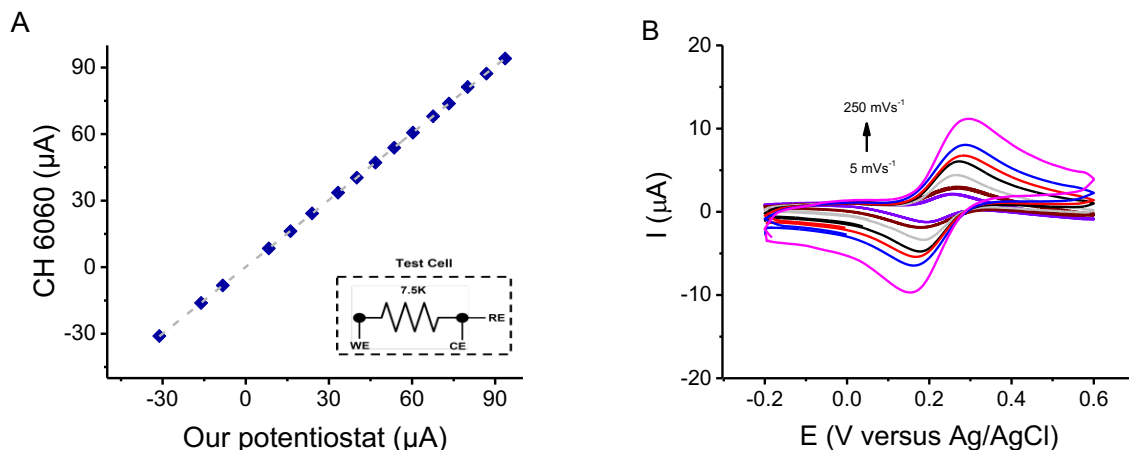 A
CH 6060 (µA)
90
60
30
0
-30
-30
0
30
60
90
Our potentiostat (µA)
Test Cell
7.5K
RE
WE
CE
B
I (µA)
20
10
0
-10
-20
250 mVs⁻¹
5 mVs⁻¹
-0.2
0.0
0.2
0.4
0.6
E (V versus Ag/AgCl)